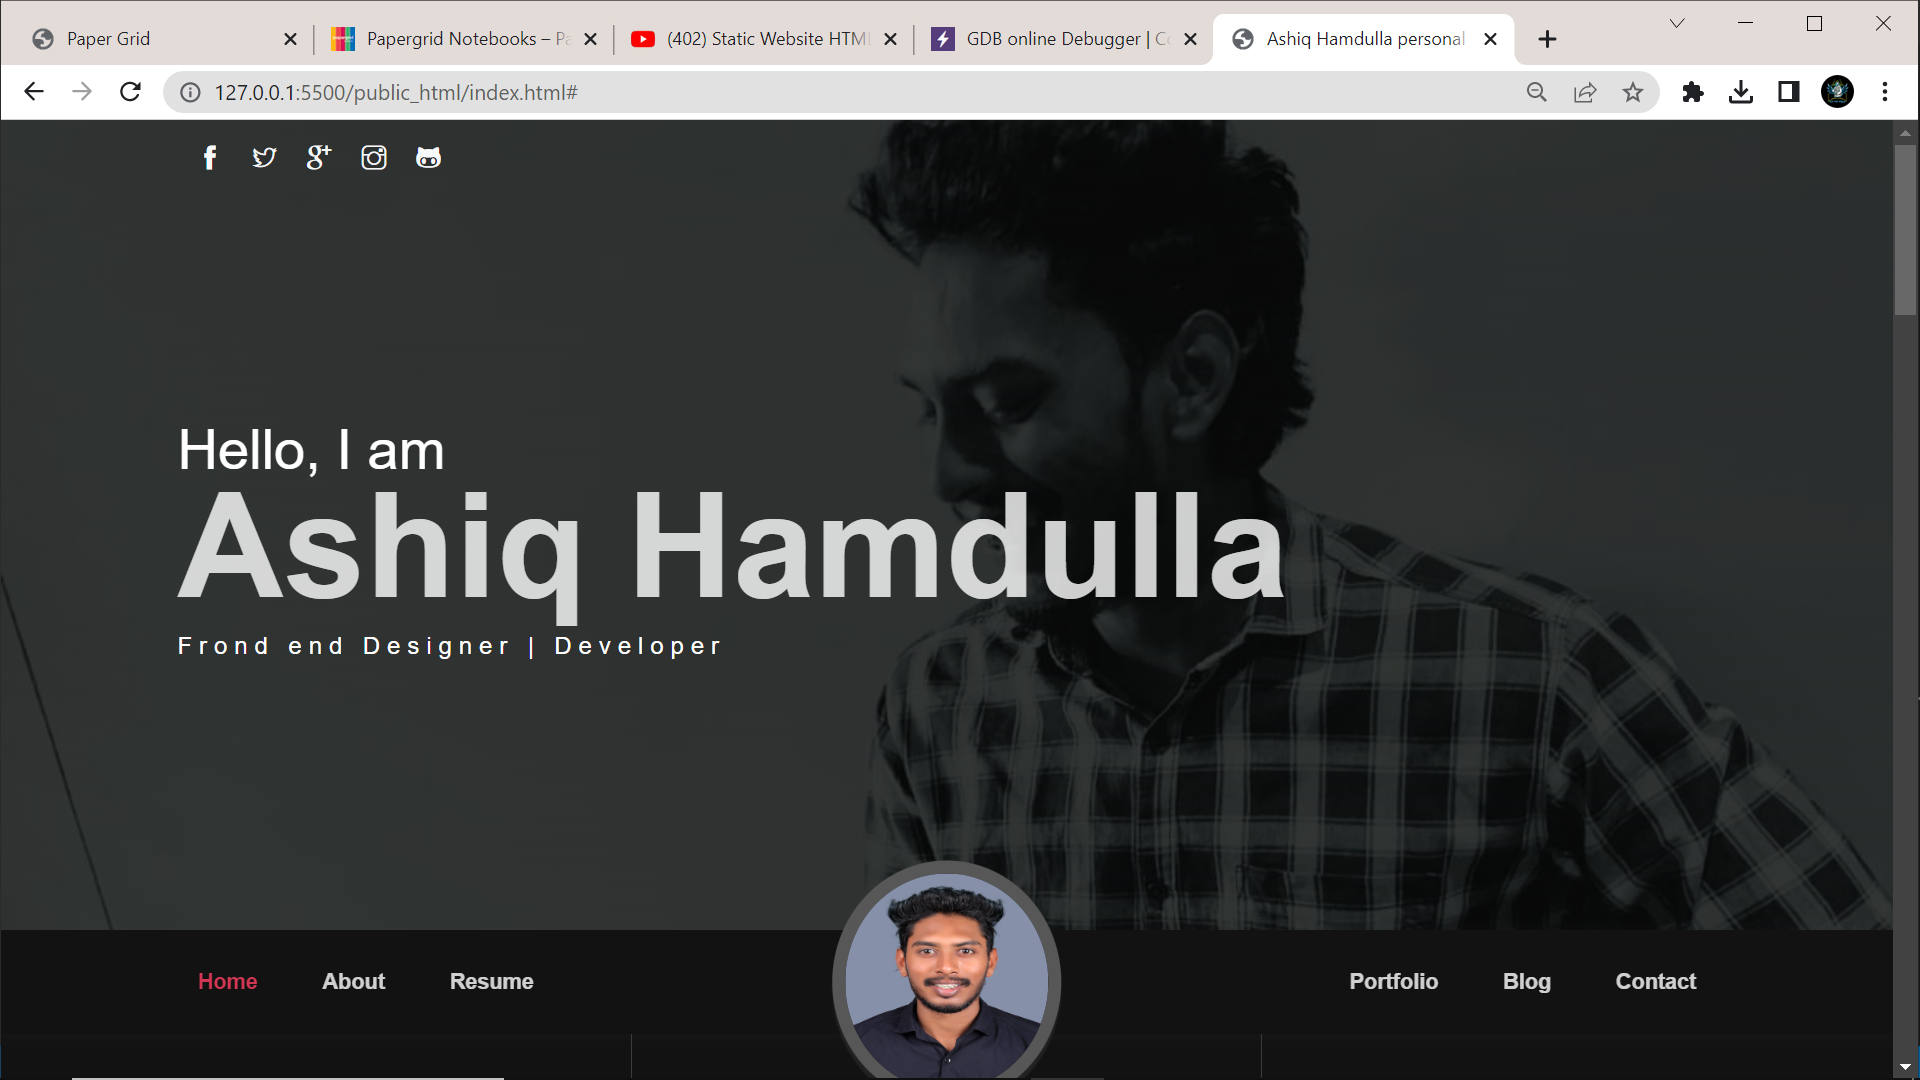 Paper Grid
Papergrid Notebooks – Pa
(402) Static Website HTML
GDB online Debugger | Co
Ashiq Hamdulla personal
127.0.0.1:5500/public_html/index.html#
Hello, I am
Ashiq Hamdulla
Frond end Designer | Developer
Home About Resume Portfolio Blog Contact